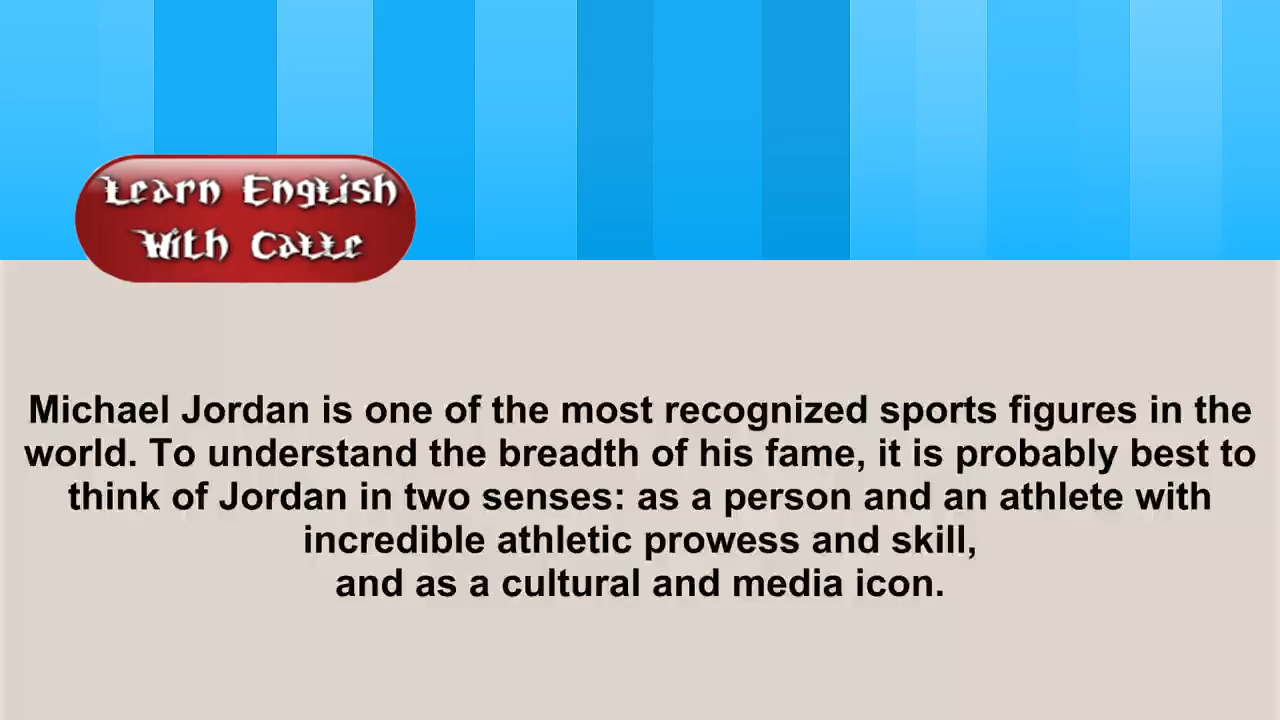 Learn English
With Catte
Michael Jordan is one of the most recognized sports figures in the
world. To understand the breadth of his fame, it is probably best to
think of Jordan in two senses: as a person and an athlete with
incredible athletic prowess and skill,
and as a cultural and media icon.